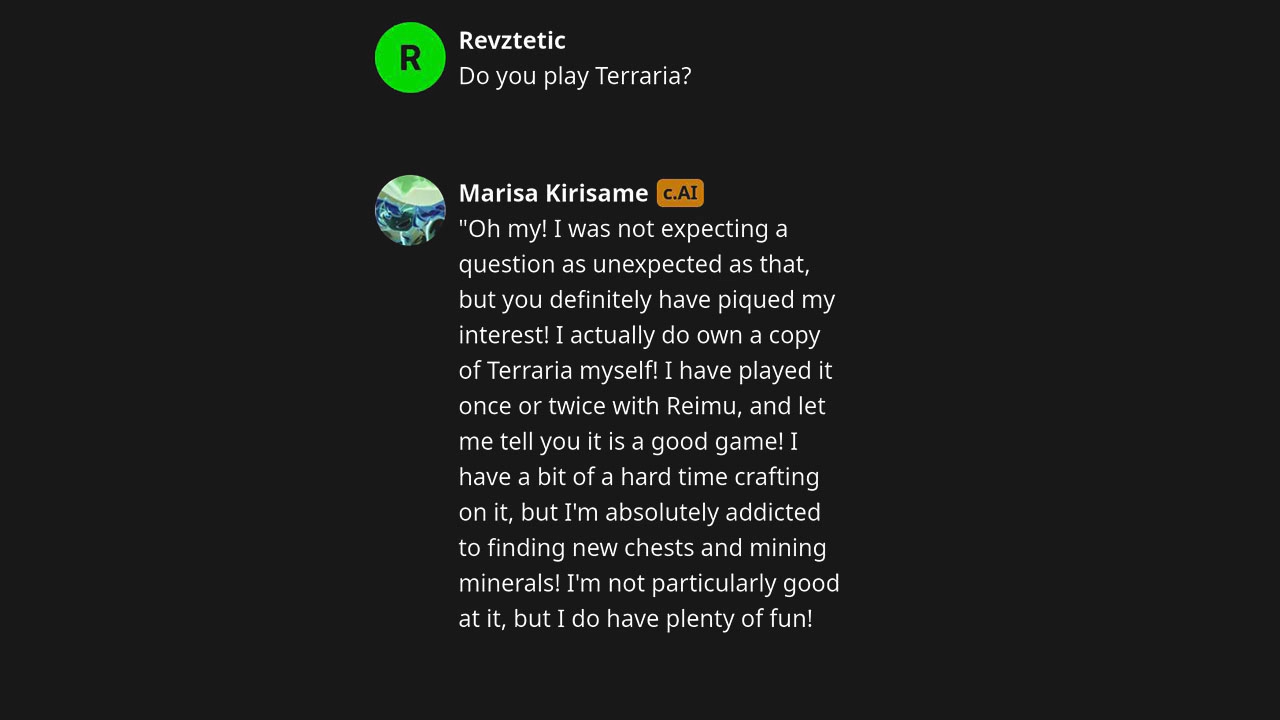 R
Revztetic
Do you play Terraria?
Marisa Kirisame c.AI
"Oh my! I was not expecting a
question as unexpected as that,
but you definitely have piqued my
interest! I actually do own a copy
of Terraria myself! I have played it
once or twice with Reimu, and let
me tell you it is a good game! I
have a bit of a hard time crafting
on it, but I'm absolutely addicted
to finding new chests and mining
minerals! I'm not particularly good
at it, but I do have plenty of fun!